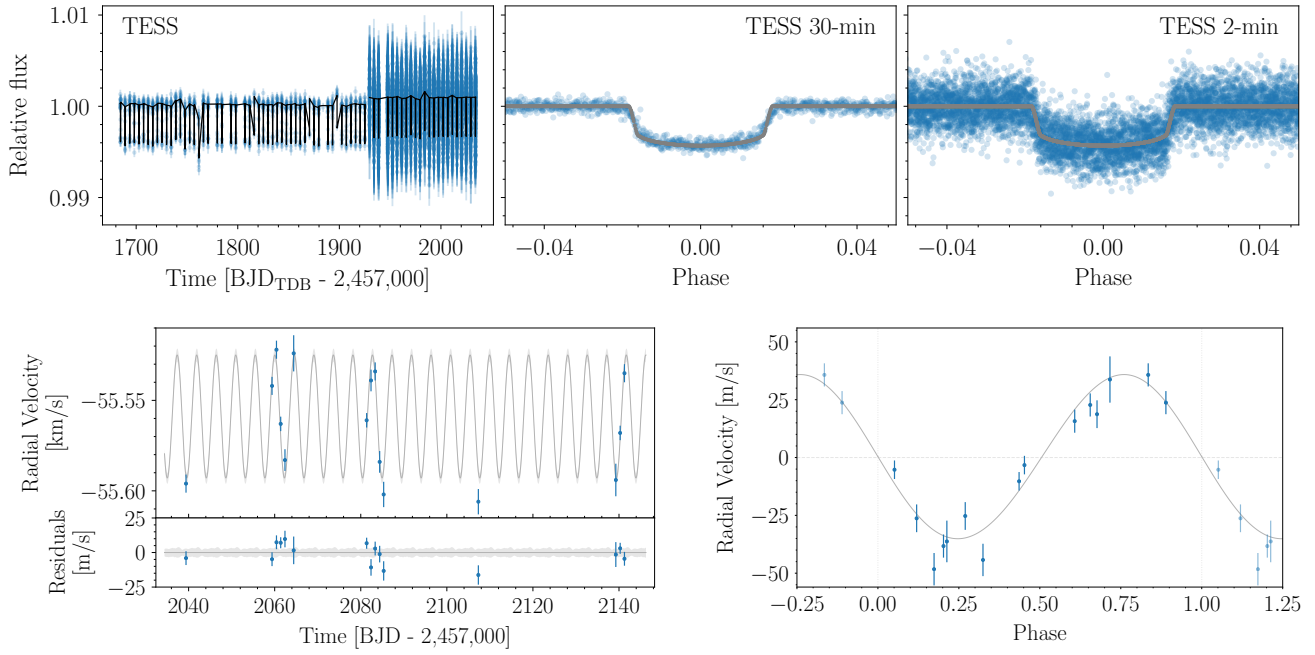 TESS
TESS 30-min
TESS 2-min
1.01
1.00
0.99
Relative flux
1700
1800
1900
2000
Time [BJD_TDB - 2,457,000]
−0.04
0.00
0.04
Phase
−0.04
0.00
0.04
Phase
Radial Velocity
[km/s]
−55.55
−55.60
Residuals
[m/s]
25
0
−25
2040
2060
2080
2100
2120
2140
Time [BJD - 2,457,000]
Radial Velocity [m/s]
50
25
0
−25
−50
−0.25
0.00
0.25
0.50
0.75
1.00
1.25
Phase